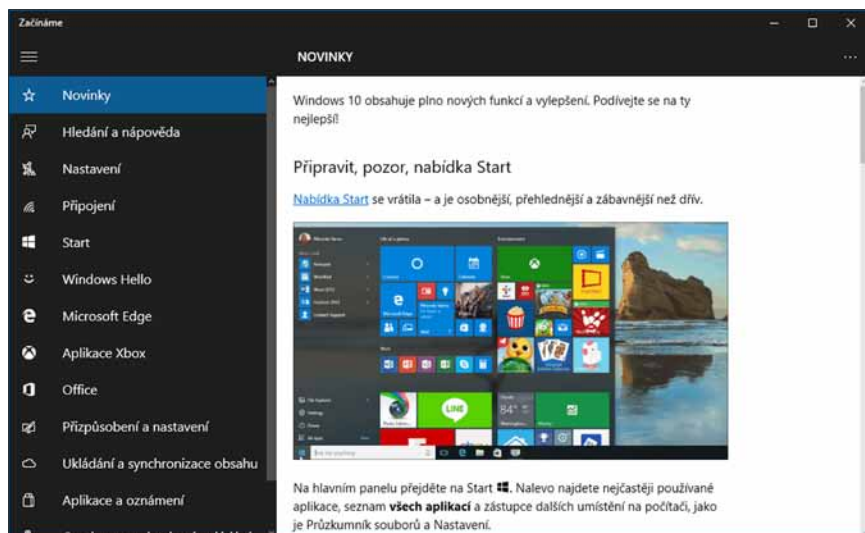 Začínáme
NOVINKY
Novinky
Hledání a nápověda
Nastavení
Připojení
Start
Windows Hello
Microsoft Edge
Aplikace Xbox
Office
Přizpůsobení a nastavení
Ukládání a synchronizace obsahu
Aplikace a oznámení
Windows 10 obsahuje plno nových funkcí a vylepšení. Podívejte se na ty
nejlepší!
Připravit, pozor, nabídka Start
Nabídka Start se vrátila – a je osobnější, přehlednější a zábavnější než dřív.
LINE
84°
Na hlavním panelu přejděte na Start . Nalevo najdete nejčastěji používané
aplikace, seznam všech aplikací a zástupce dalších umístění na počítači, jako
je Průzkumník souborů a Nastavení.